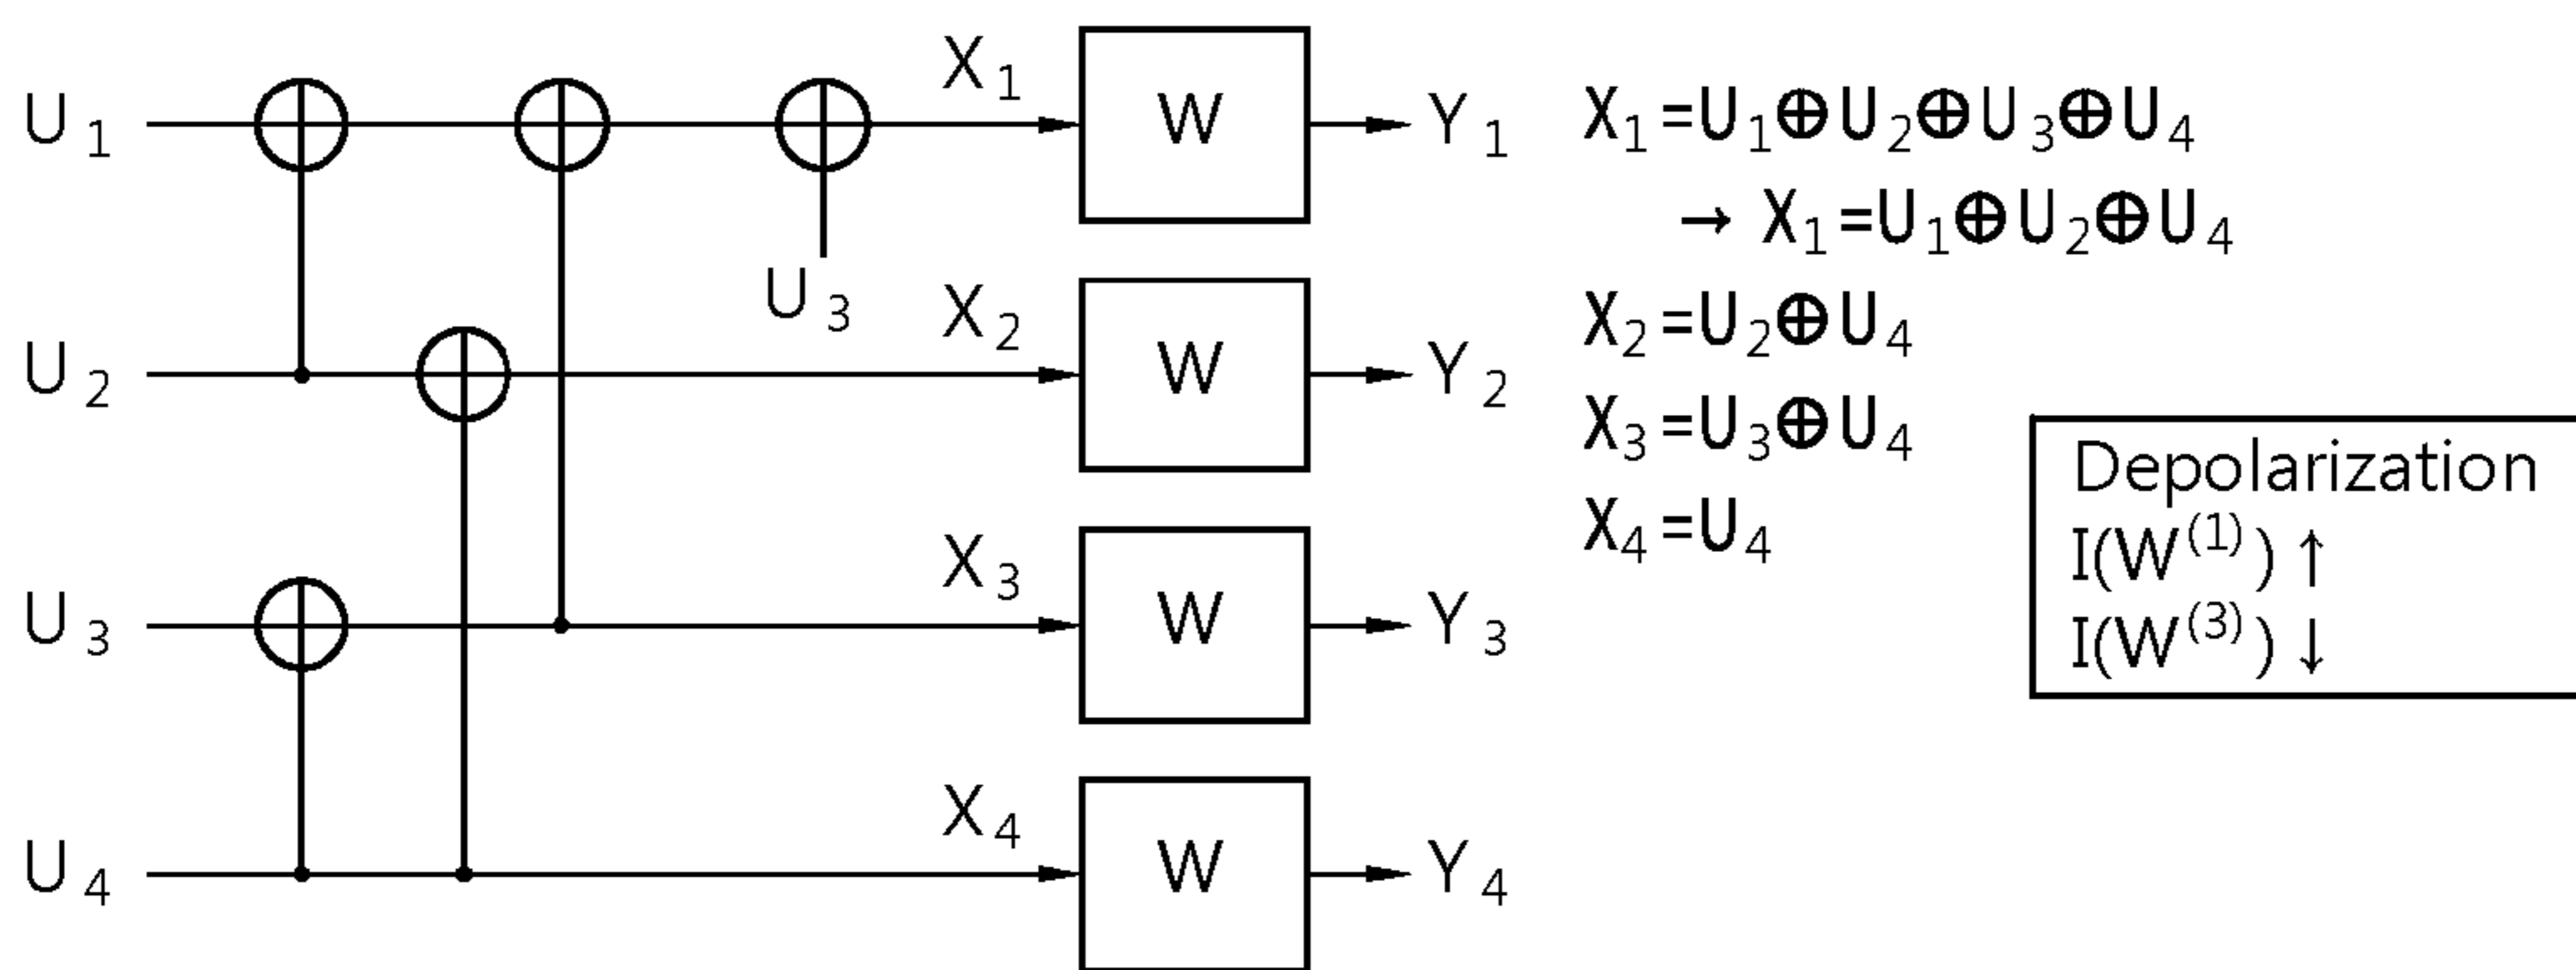 U1 X1 W Y1 X1=U1⊕U2⊕U3⊕U4
→ X1=U1⊕U2⊕U4
U3
U2 X2 W Y2 X2=U2⊕U4
X3=U3⊕U4
X4=U4
Depolarization
I(W(1)) ↑
I(W(3)) ↓
U3 X3 W Y3
U4 X4 W Y4